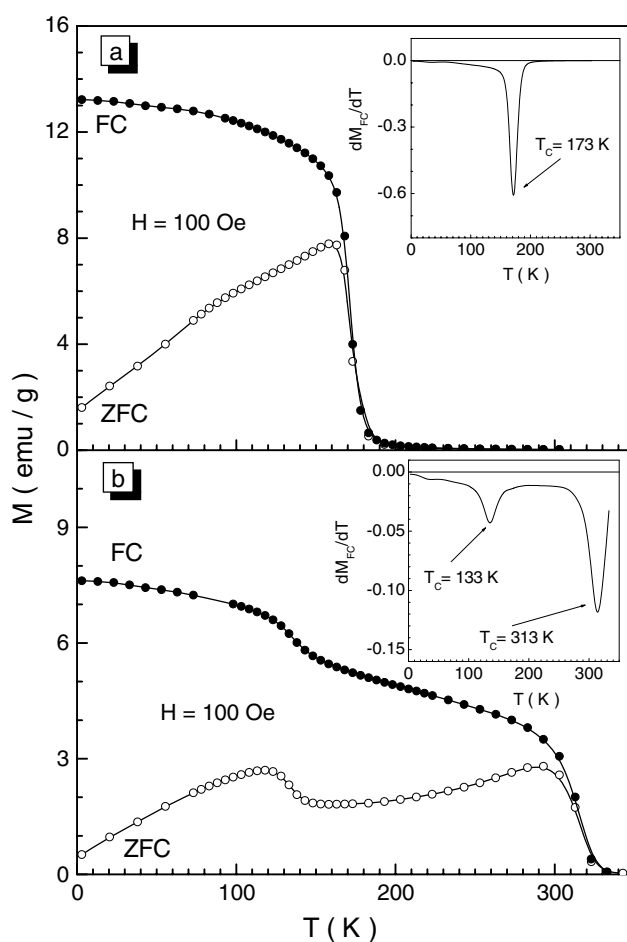 16
a
FC
12
H = 100 Oe
8
4
ZFC
0
0.0
-0.3
-0.6
dM_FC/dT
T_C= 173 K
0 100 200 300
T ( K )
M ( emu / g )
b
9
FC
6
H = 100 Oe
3
ZFC
0
0.00
-0.05
-0.10
-0.15
dM_FC/dT
T_C= 133 K
T_C= 313 K
0 100 200 300
T ( K )
0 100 200 300
T ( K )